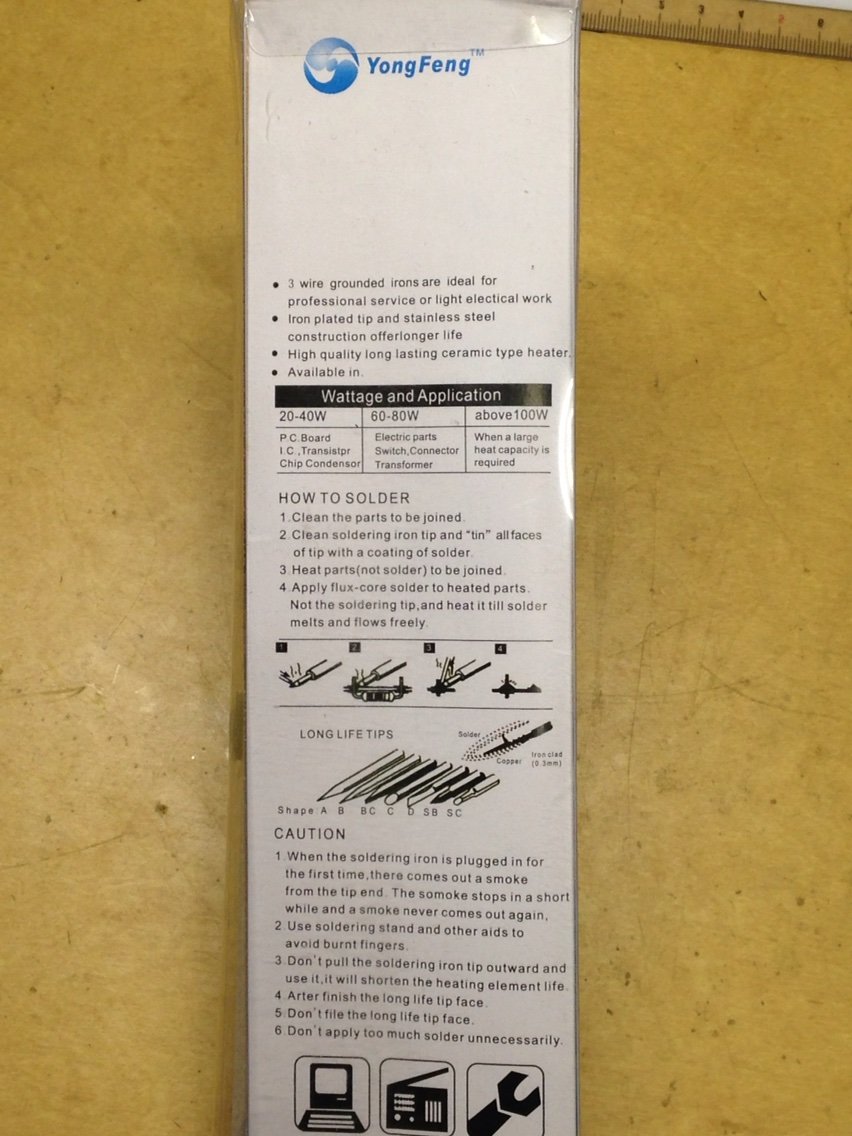 YongFeng™
3 4 5 6
• 3 wire grounded irons are ideal for
professional service or light electical work
• Iron plated tip and stainless steel
construction offerlonger life
• High quality long lasting ceramic type heater.
• Available in.
Wattage and Application
20-40W 60-80W above100W
P.C.Board Electric parts When a large
I.C.,Transistpr Switch,Connector heat capacity is
Chip Condensor Transformer required
HOW TO SOLDER
1.Clean the parts to be joined.
2.Clean soldering iron tip and “tin” allfaces
of tip with a coating of solder.
3.Heat parts(not solder) to be joined.
4.Apply flux-core solder to heated parts.
Not the soldering tip,and heat it till solder
melts and flows freely.
1 2 3 4
LONG LIFE TIPS
Solder
Iron clad
Copper (0.3mm)
Shape A B BC C D SB SC
CAUTION
1.When the soldering iron is plugged in for
the first time,there comes out a smoke
from the tip end. The somoke stops in a short
while and a smoke never comes out again,
2.Use soldering stand and other aids to
avoid burnt fingers.
3.Don't pull the soldering iron tip outward and
use it,it will shorten the heating element life.
4.Arter finish the long life tip face.
5.Don't file the long life tip face.
6.Don't apply too much solder unnecessarily.